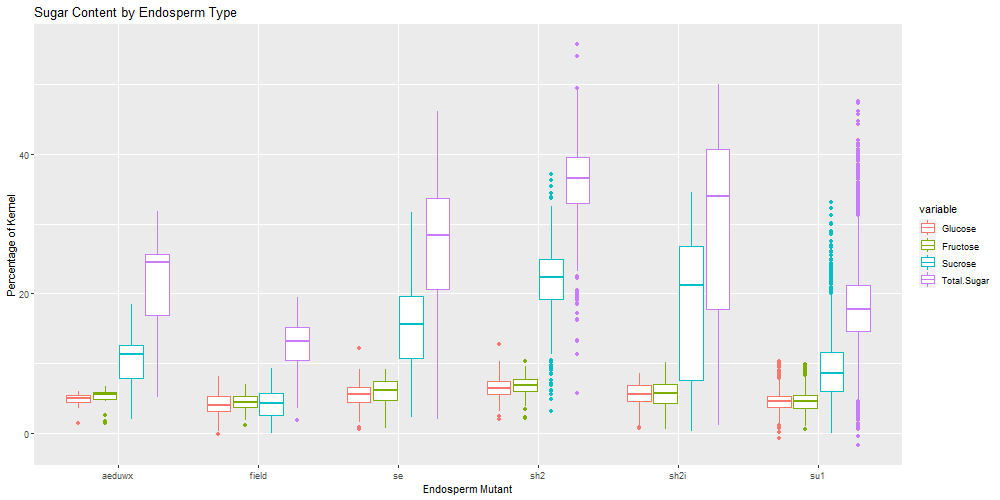 Sugar Content by Endosperm Type
Percentage of Kernel
40
20
0
aeduwx field se sh2 sh2i su1
Endosperm Mutant
variable
Glucose
Fructose
Sucrose
Total.Sugar